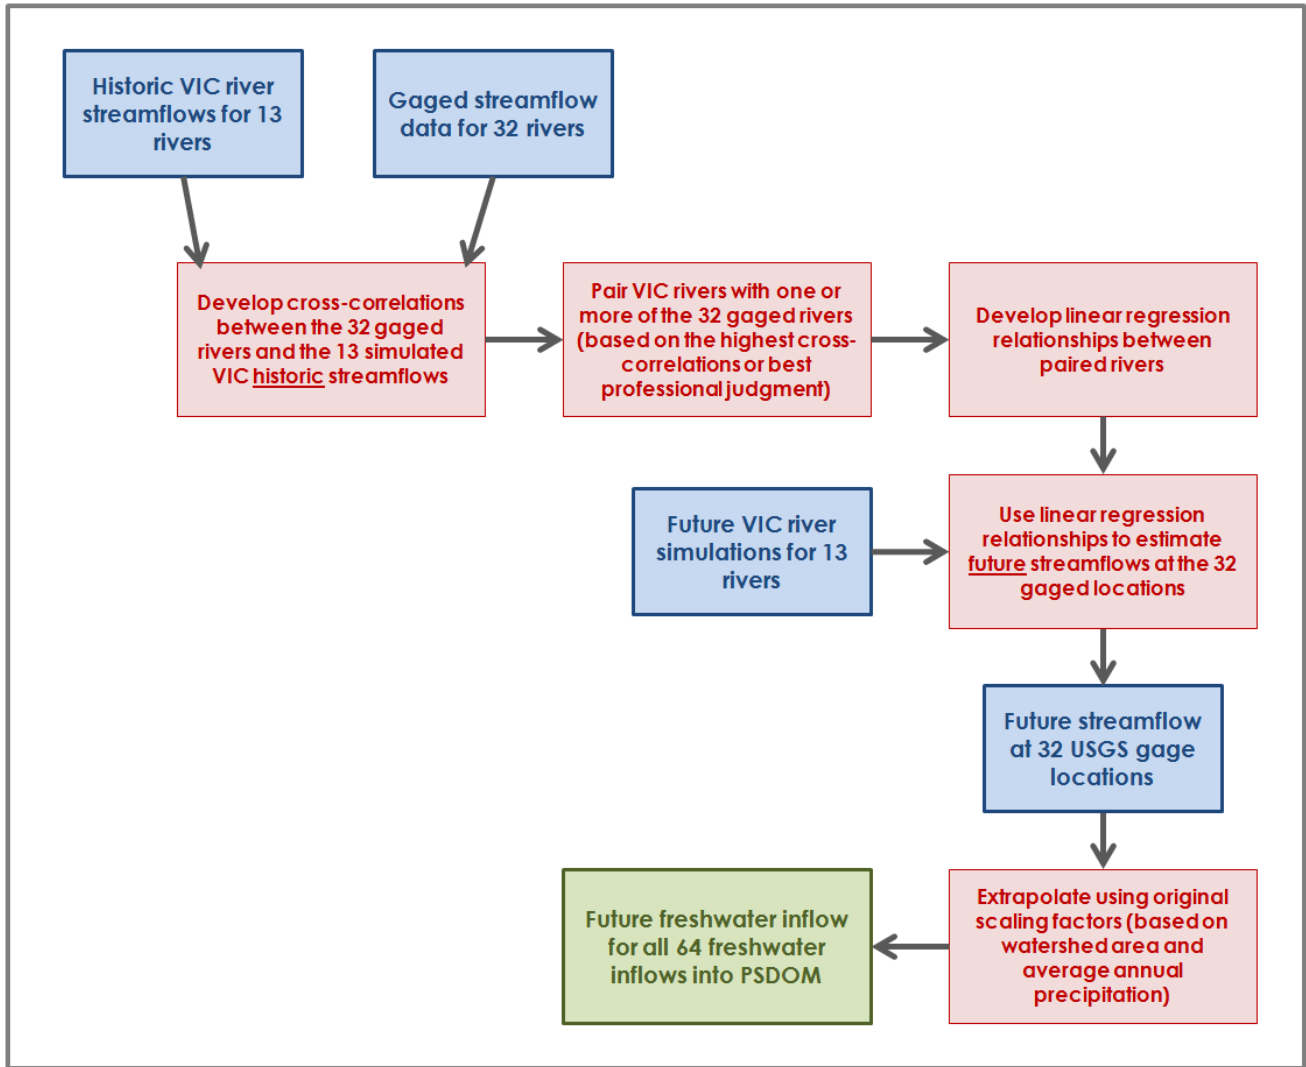 Historic VIC river
streamflows for 13
rivers
Gaged streamflow
data for 32 rivers
Develop cross-correlations
between the 32 gaged
rivers and the 13 simulated
VIC historic streamflows
Pair VIC rivers with one or
more of the 32 gaged rivers
(based on the highest cross-
correlations or best
professional judgment)
Develop linear regression
relationships between
paired rivers
Future VIC river
simulations for 13
rivers
Use linear regression
relationships to estimate
future streamflows at the 32
gaged locations
Future streamflow
at 32 USGS gage
locations
Extrapolate using original
scaling factors (based on
watershed area and
average annual
precipitation)
Future freshwater inflow
for all 64 freshwater
inflows into PSDOM